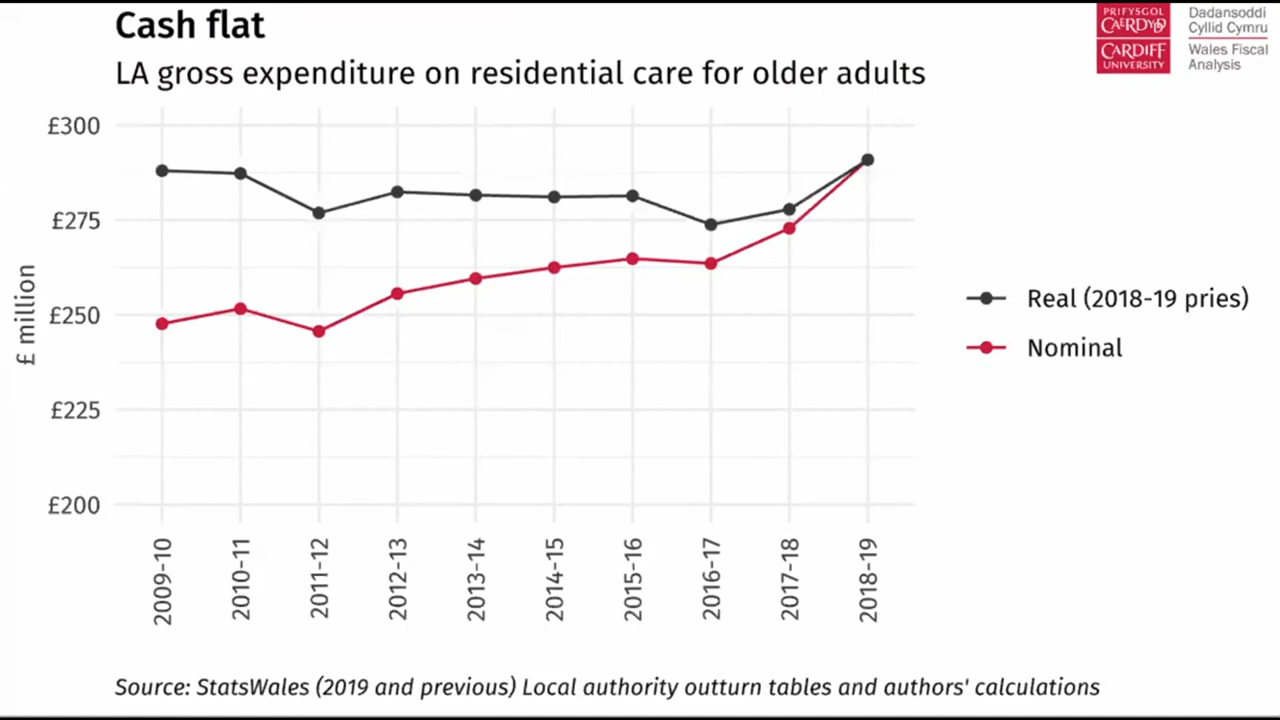 Cash flat
LA gross expenditure on residential care for older adults
PRIFYSGOL
CAERDYDD
CARDIFF
UNIVERSITY
Dadansoddi
Cyllid Cymru
Wales Fiscal
Analysis
£300
£275
£250
£225
£200
£ million
Real (2018-19 pries)
Nominal
2009-10
2010-11
2011-12
2012-13
2013-14
2014-15
2015-16
2016-17
2017-18
2018-19
Source: StatsWales (2019 and previous) Local authority outturn tables and authors' calculations